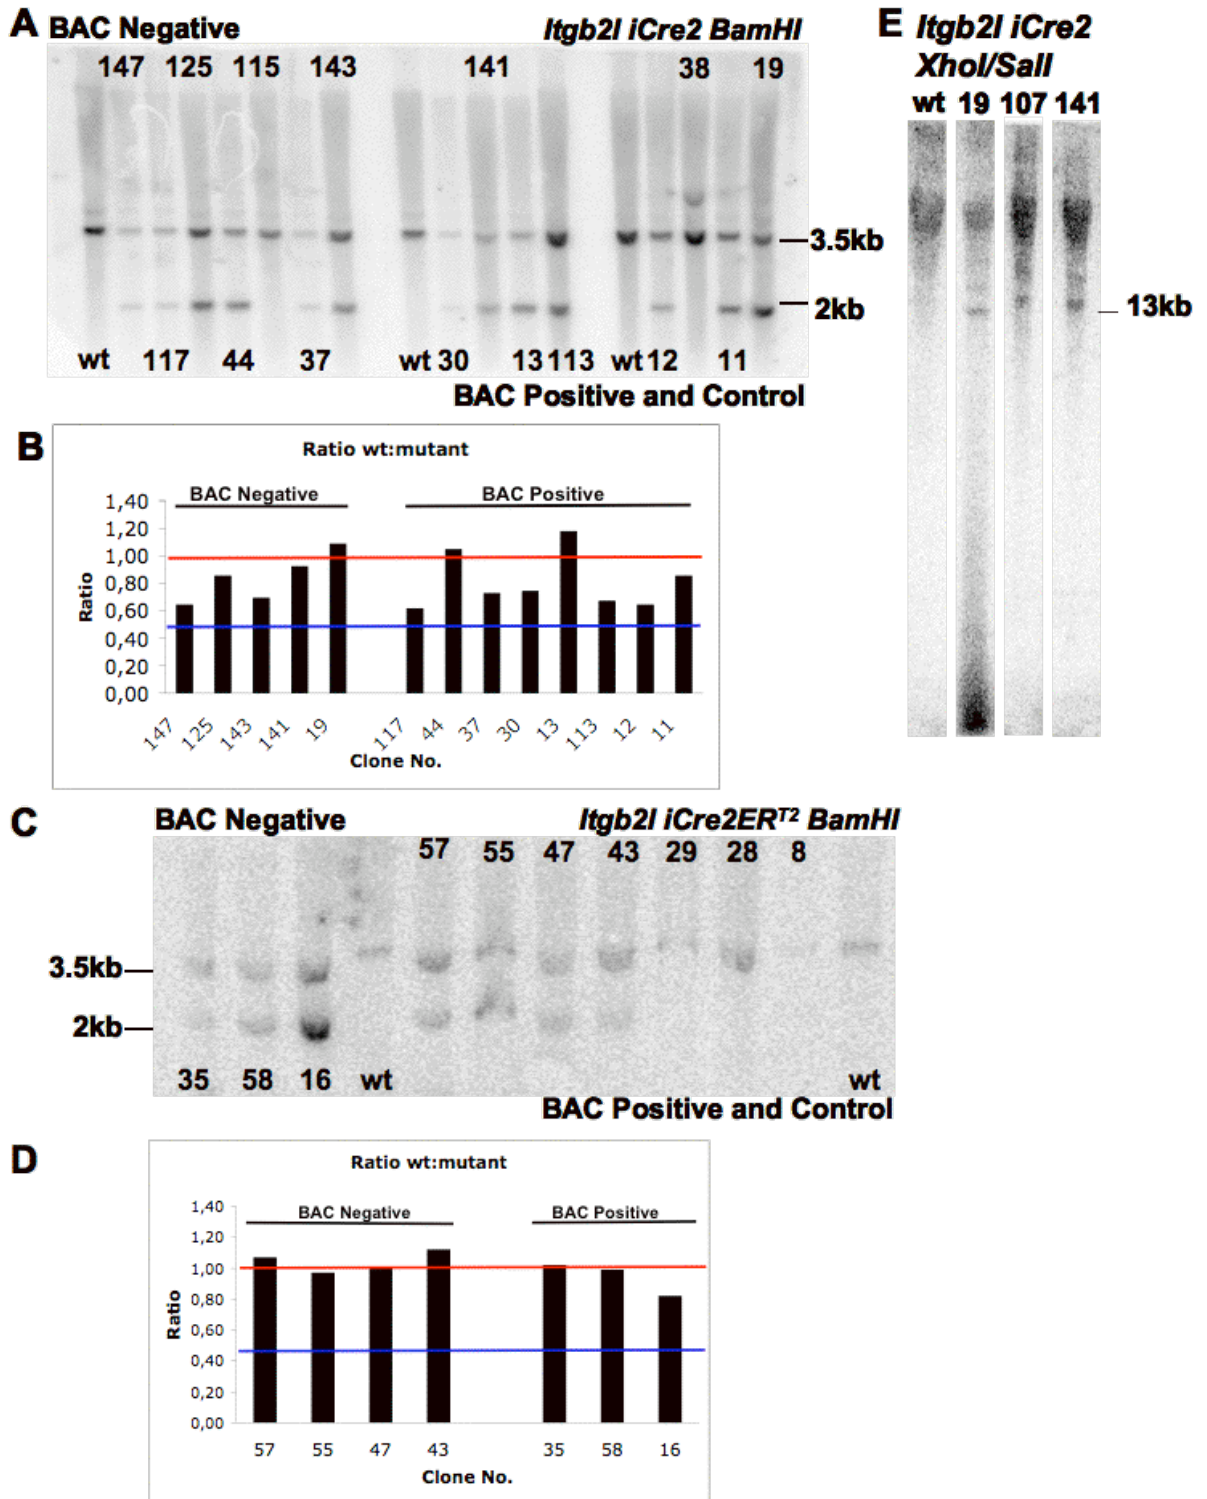 A BAC Negative Itgb2l iCre2 BamHI
147 125 115 143 141 38 19
3.5kb
2kb
wt 117 44 37 wt 30 13 113 wt 12 11
BAC Positive and Control
B
Ratio wt:mutant
BAC Negative BAC Positive
1,40
1,20
1,00
0,80
0,60
0,40
0,20
0,00
Ratio
147 125 143 141 19 117 44 37 30 13 113 12 11
Clone No.
C BAC Negative Itgb2l iCre2ERT2 BamHI
57 55 47 43 29 28 8
3.5kb
2kb
35 58 16 wt wt
BAC Positive and Control
D
Ratio wt:mutant
BAC Negative BAC Positive
1,40
1,20
1,00
0,80
0,60
0,40
0,20
0,00
Ratio
57 55 47 43 35 58 16
Clone No.
E Itgb2l iCre2
XhoI/SalI
wt 19 107 141
13kb